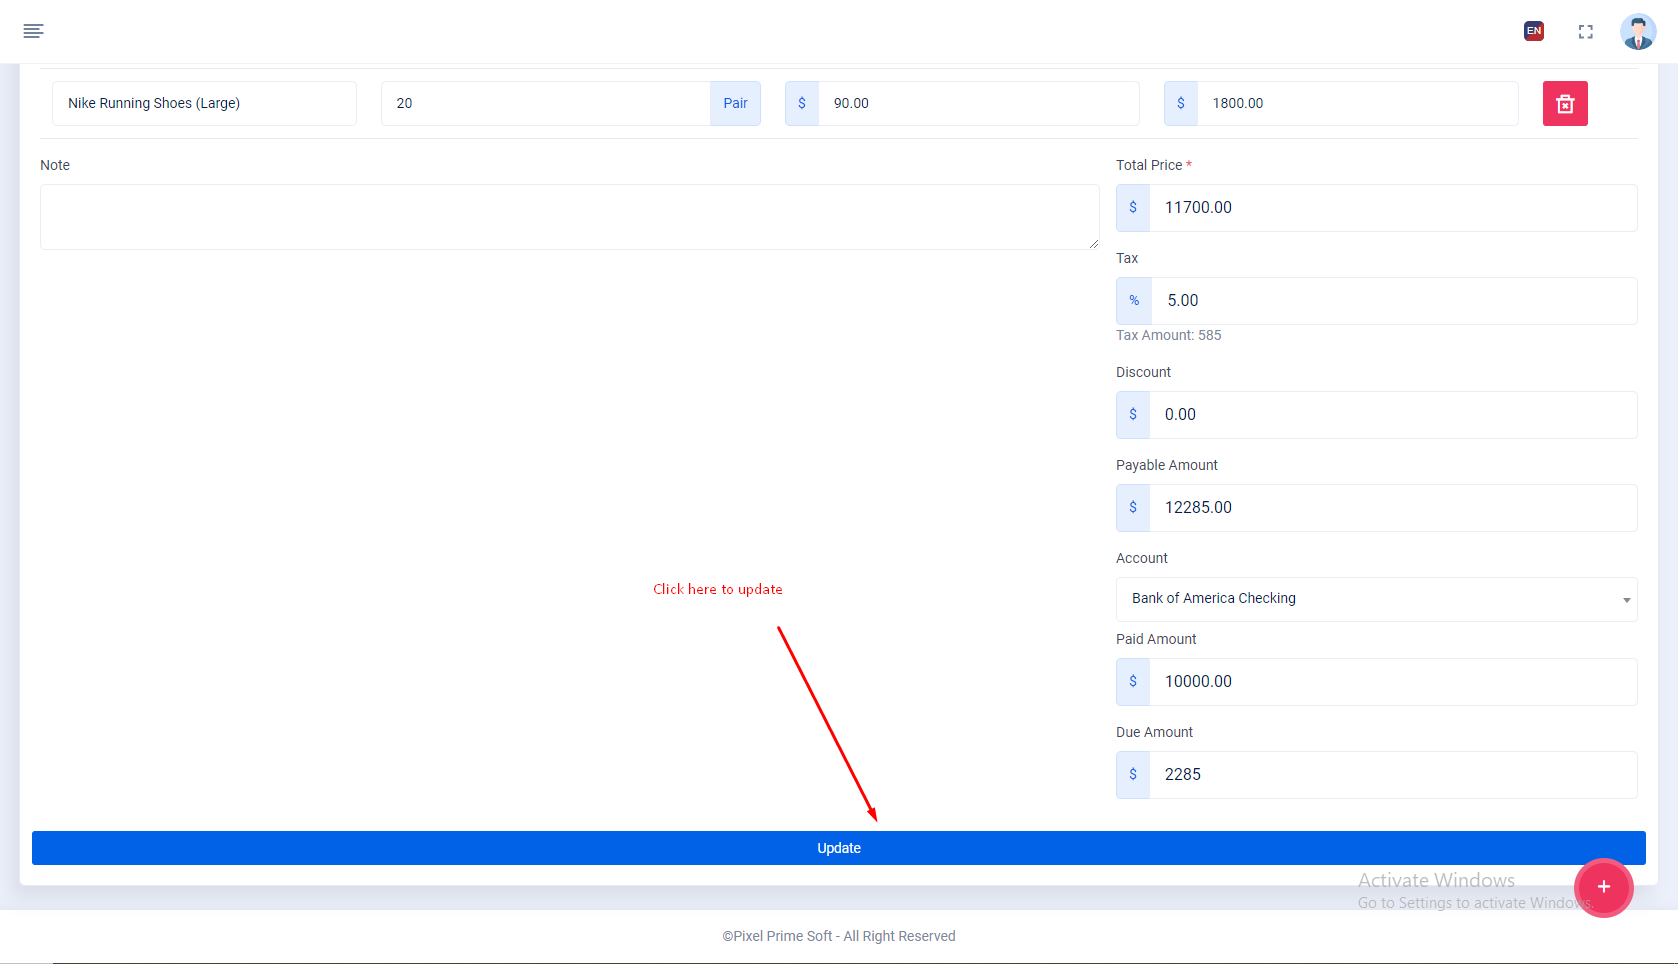 EN
Nike Running Shoes (Large) 20 Pair $ 90.00 $ 1800.00
Note
Total Price *
$ 11700.00
Tax
% 5.00
Tax Amount: 585
Discount
$ 0.00
Payable Amount
$ 12285.00
Account
Click here to update
Bank of America Checking
Paid Amount
$ 10000.00
Due Amount
$ 2285
Update
Activate Windows
Go to Settings to activate Windows.
+
©Pixel Prime Soft - All Right Reserved